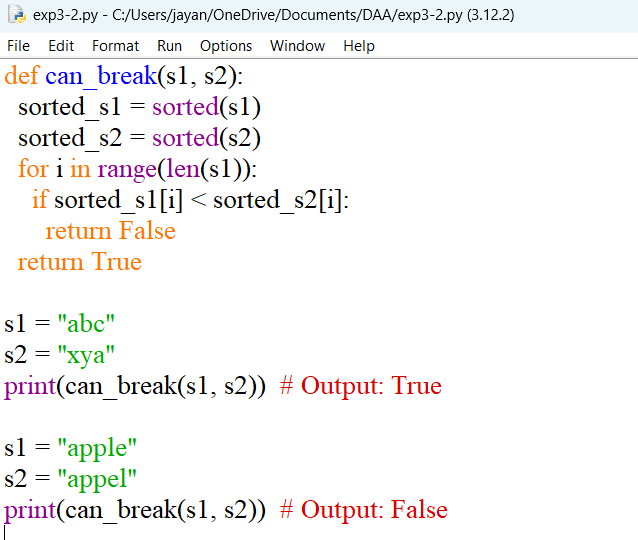 exp3-2.py - C:/Users/jayan/OneDrive/Documents/DAA/exp3-2.py (3.12.2)
File Edit Format Run Options Window Help
def can_break(s1, s2):
  sorted_s1 = sorted(s1)
  sorted_s2 = sorted(s2)
  for i in range(len(s1)):
    if sorted_s1[i] < sorted_s2[i]:
      return False
  return True

s1 = "abc"
s2 = "xya"
print(can_break(s1, s2))  # Output: True

s1 = "apple"
s2 = "appel"
print(can_break(s1, s2))  # Output: False